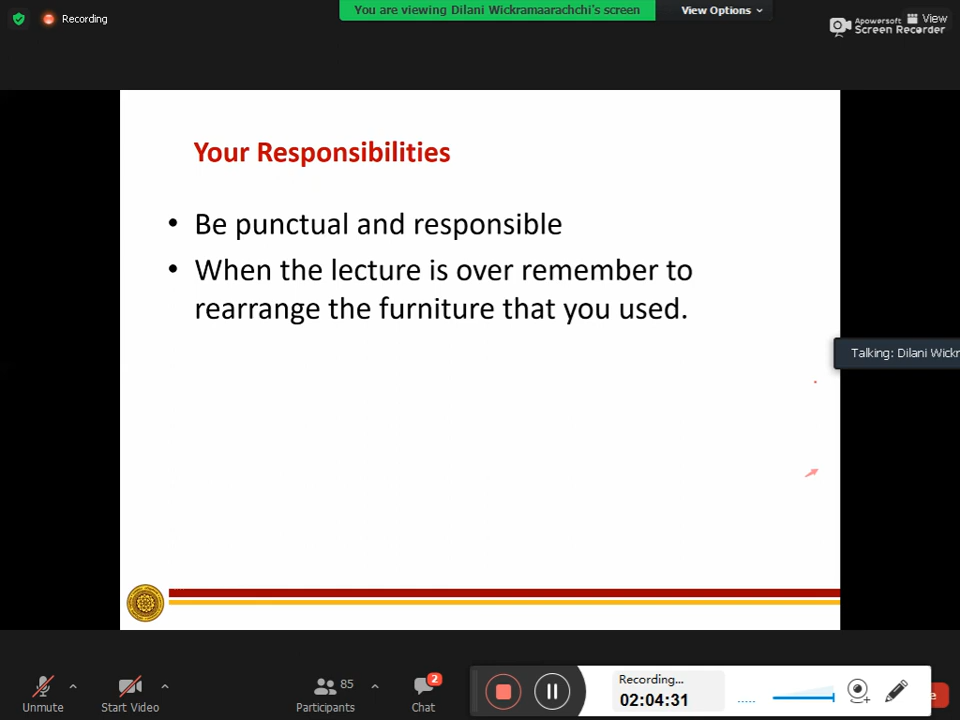 Recording
You are viewing Dilani Wickramaarachchi's screen
View Options
Apowersoft
Screen Recorder
View
Your Responsibilities
• Be punctual and responsible
• When the lecture is over remember to
rearrange the furniture that you used.
Talking: Dilani Wickr
Unmute
Start Video
85
Participants
2
Chat
Recording...
02:04:31
e